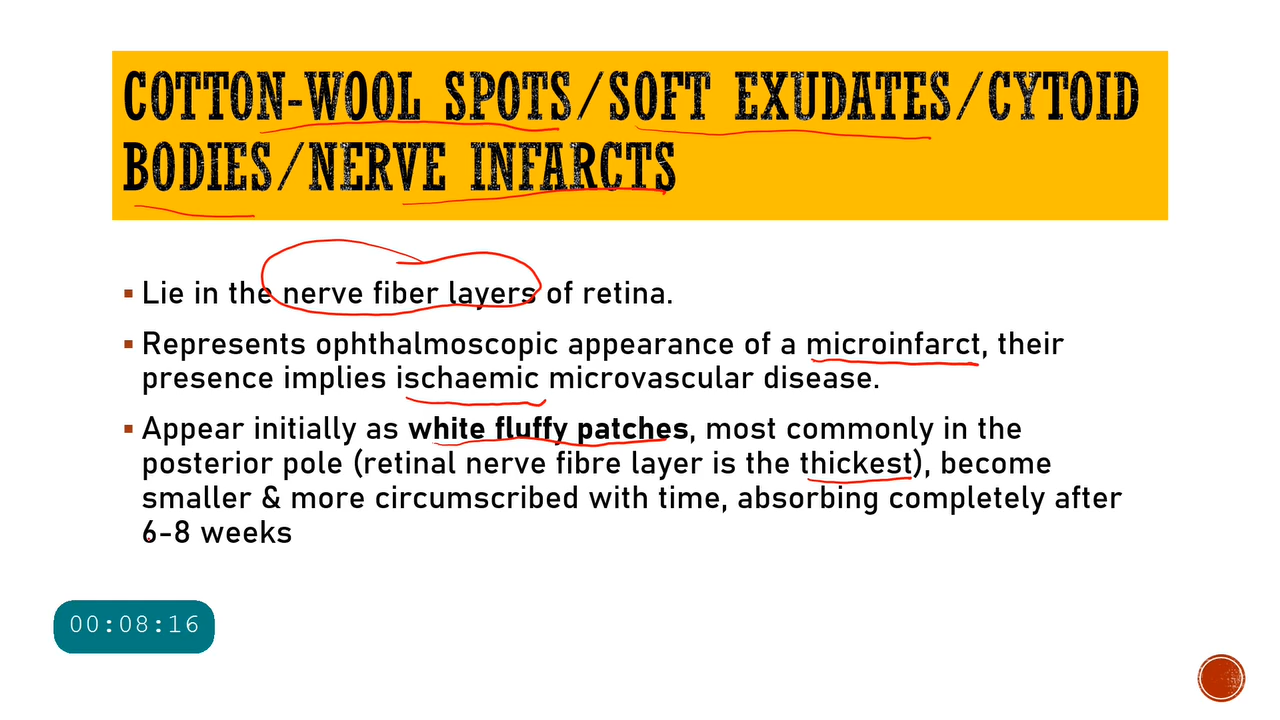 COTTON-WOOL SPOTS/SOFT EXUDATES/CYTOID
BODIES/NERVE INFARCTS
▪ Lie in the nerve fiber layers of retina.
▪ Represents ophthalmoscopic appearance of a microinfarct, their
presence implies ischaemic microvascular disease.
▪ Appear initially as white fluffy patches, most commonly in the
posterior pole (retinal nerve fibre layer is the thickest), become
smaller & more circumscribed with time, absorbing completely after
6-8 weeks
00:08:16